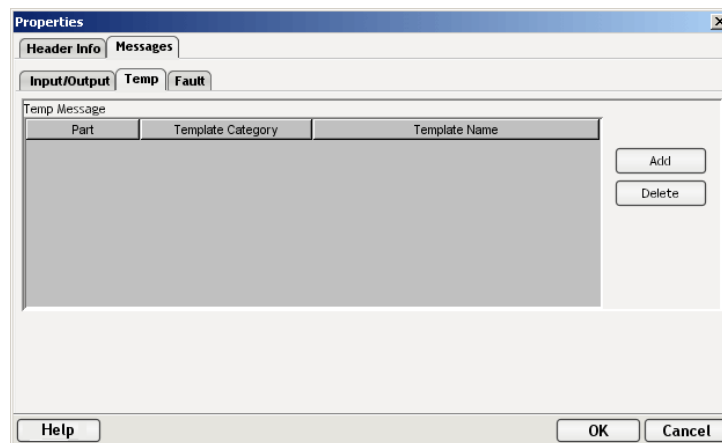 Properties
Header Info Messages
Input/Output Temp Fault
Temp Message
Part Template Category Template Name
Add
Delete
Help OK Cancel